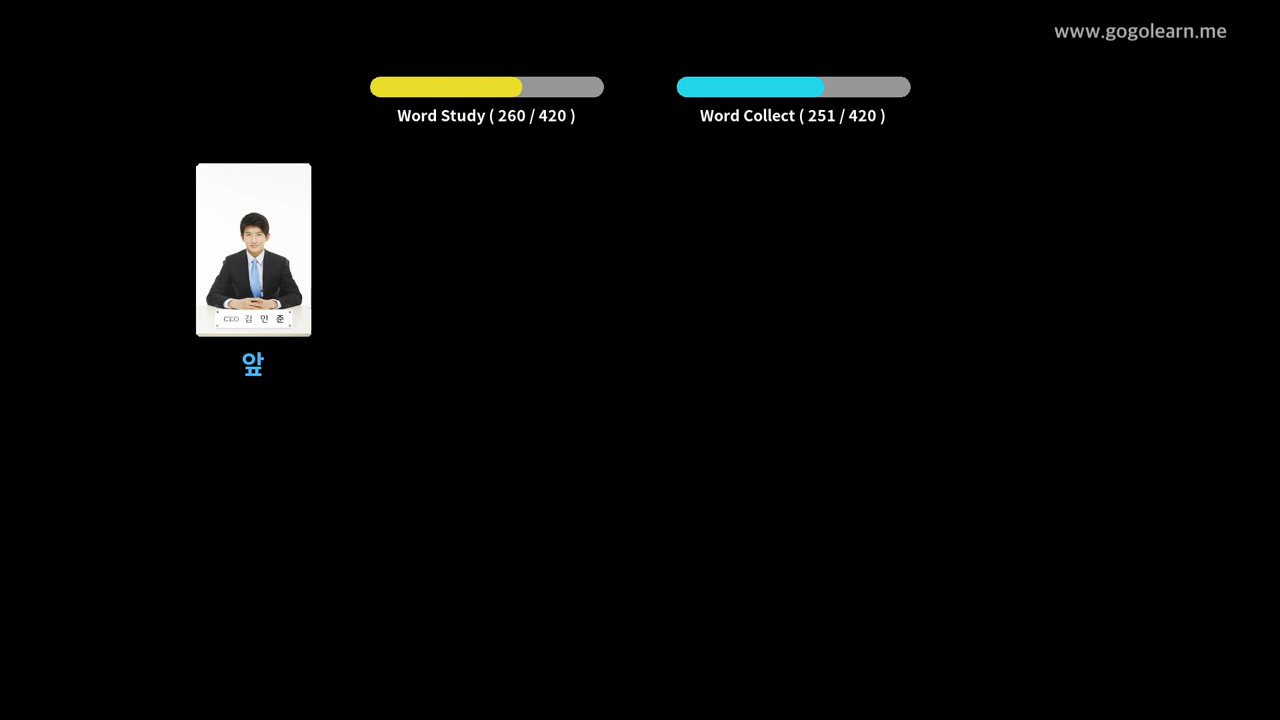 www.gogolearn.me
Word Study ( 260 / 420 )
Word Collect ( 251 / 420 )
CEO 김 민 준
앞